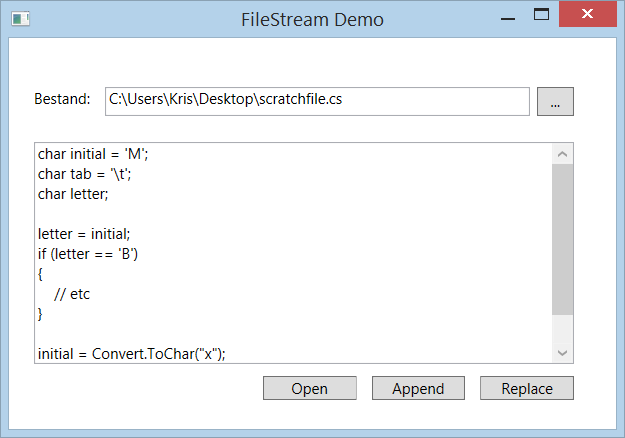 FileStream Demo
Bestand: C:\Users\Kris\Desktop\scratchfile.cs ...
char initial = 'M';
char tab = '\t';
char letter;
letter = initial;
if (letter == 'B')
{
// etc
}
initial = Convert.ToChar("x");
Open Append Replace